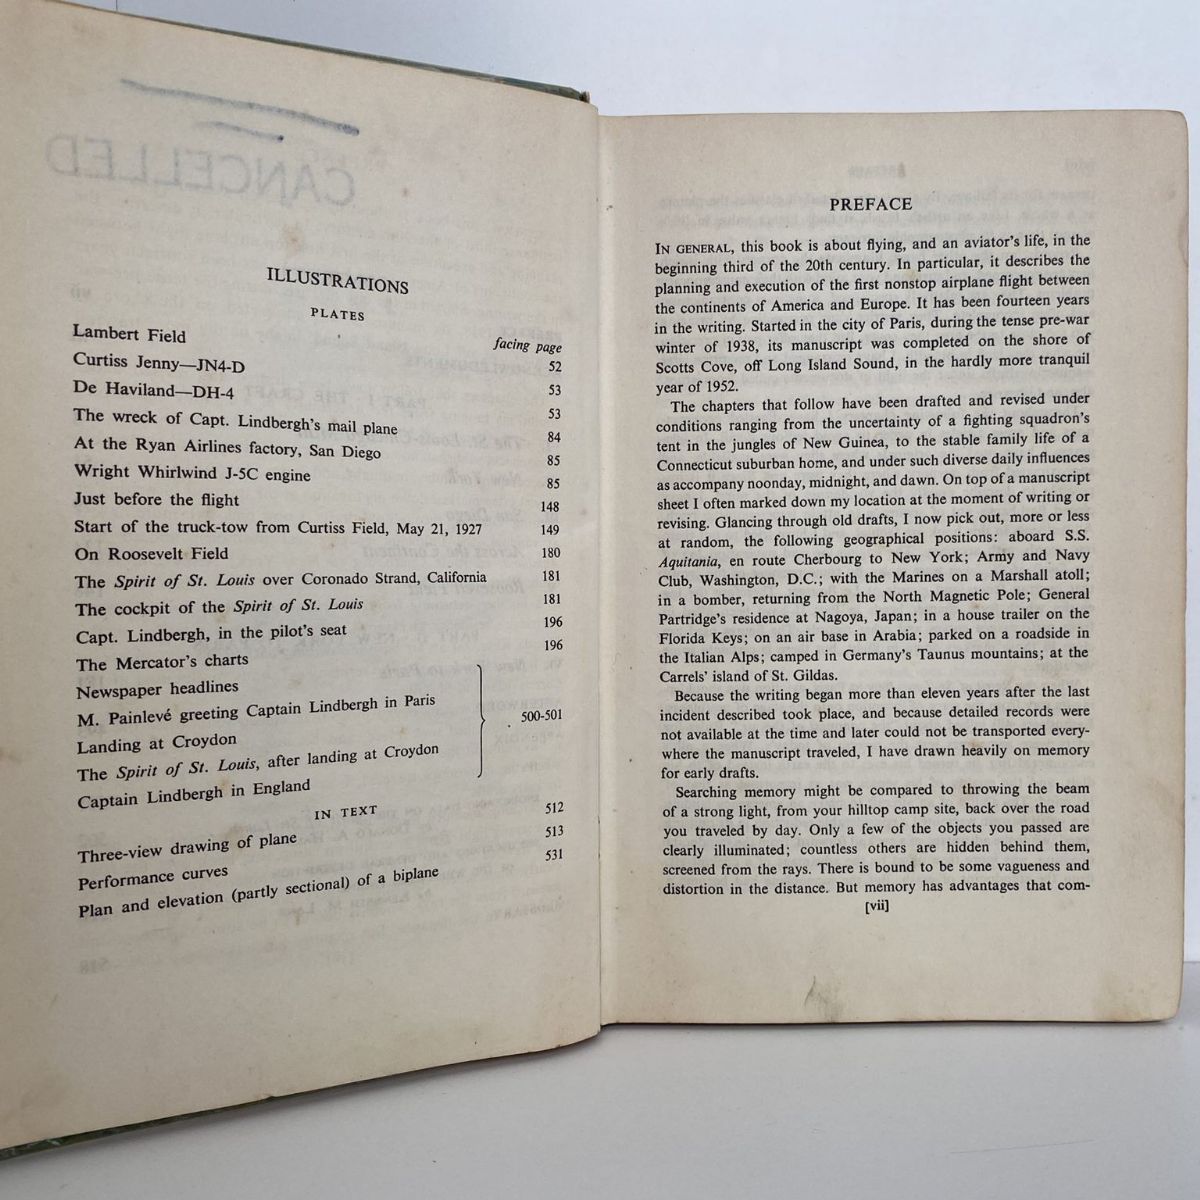 CANCELLED
ILLUSTRATIONS
PLATES
facing page
Lambert Field 52
Curtiss Jenny—JN4-D 53
De Haviland—DH-4 53
The wreck of Capt. Lindbergh's mail plane 84
At the Ryan Airlines factory, San Diego 85
Wright Whirlwind J-5C engine 85
Just before the flight 148
Start of the truck-tow from Curtiss Field, May 21, 1927 149
On Roosevelt Field 180
The Spirit of St. Louis over Coronado Strand, California 181
The cockpit of the Spirit of St. Louis 181
Capt. Lindbergh, in the pilot's seat 196
The Mercator's charts 196
Newspaper headlines
M. Painlevé greeting Captain Lindbergh in Paris
Landing at Croydon 500-501
The Spirit of St. Louis, after landing at Croydon
Captain Lindbergh in England
IN TEXT
Three-view drawing of plane 512
Performance curves 513
Plan and elevation (partly sectional) of a biplane 531
PREFACE
IN GENERAL, this book is about flying, and an aviator's life, in the
beginning third of the 20th century. In particular, it describes the
planning and execution of the first nonstop airplane flight between
the continents of America and Europe. It has been fourteen years
in the writing. Started in the city of Paris, during the tense pre-war
winter of 1938, its manuscript was completed on the shore of
Scotts Cove, off Long Island Sound, in the hardly more tranquil
year of 1952.
The chapters that follow have been drafted and revised under
conditions ranging from the uncertainty of a fighting squadron's
tent in the jungles of New Guinea, to the stable family life of a
Connecticut suburban home, and under such diverse daily influences
as accompany noonday, midnight, and dawn. On top of a manuscript
sheet I often marked down my location at the moment of writing or
revising. Glancing through old drafts, I now pick out, more or less
at random, the following geographical positions: aboard S.S.
Aquitania, en route Cherbourg to New York; Army and Navy
Club, Washington, D.C.; with the Marines on a Marshall atoll;
in a bomber, returning from the North Magnetic Pole; General
Partridge's residence at Nagoya, Japan; in a house trailer on the
Florida Keys; on an air base in Arabia; parked on a roadside in
the Italian Alps; camped in Germany's Taunus mountains; at the
Carrels' island of St. Gildas.
Because the writing began more than eleven years after the last
incident described took place, and because detailed records were
not available at the time and later could not be transported every-
where the manuscript traveled, I have drawn heavily on memory
for early drafts.
Searching memory might be compared to throwing the beam
of a strong light, from your hilltop camp site, back over the road
you traveled by day. Only a few of the objects you passed are
clearly illuminated; countless others are hidden behind them,
screened from the rays. There is bound to be some vagueness and
distortion in the distance. But memory has advantages that com-
[vii]